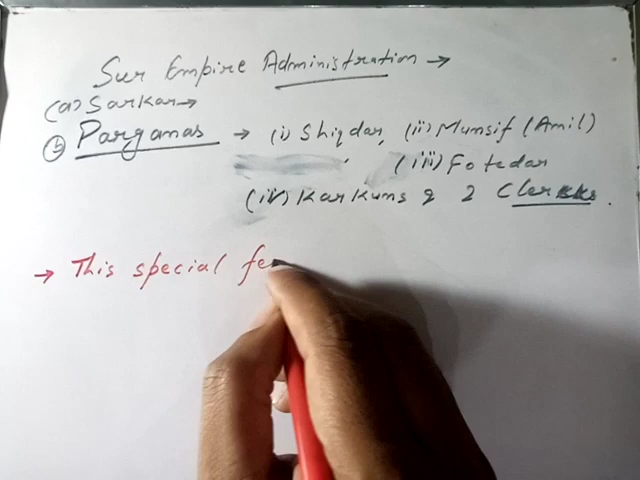 Sur Empire Administration →
(a) Sarkar →
(b) Parganas → (i) Shiqdar, (ii) Munsif (Amil)
(iii) Fotedar
(iv) Karkuns & 2 Clerks.
→ This special fe